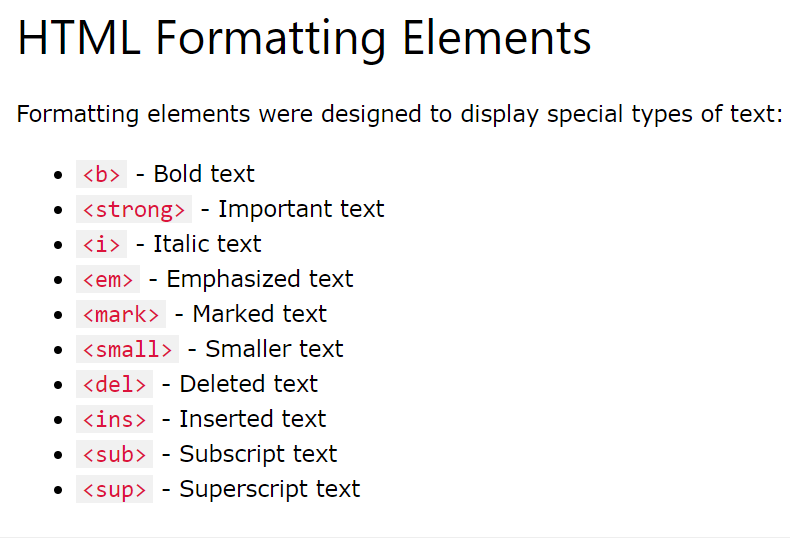 HTML Formatting Elements
Formatting elements were designed to display special types of text:
• <b> - Bold text
• <strong> - Important text
• <i> - Italic text
• <em> - Emphasized text
• <mark> - Marked text
• <small> - Smaller text
• <del> - Deleted text
• <ins> - Inserted text
• <sub> - Subscript text
• <sup> - Superscript text